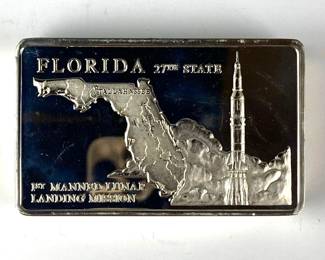 FLORIDA 27TH STATE
TALLAHASSEE
1ST MANNED LUNAR
LANDING MISSION